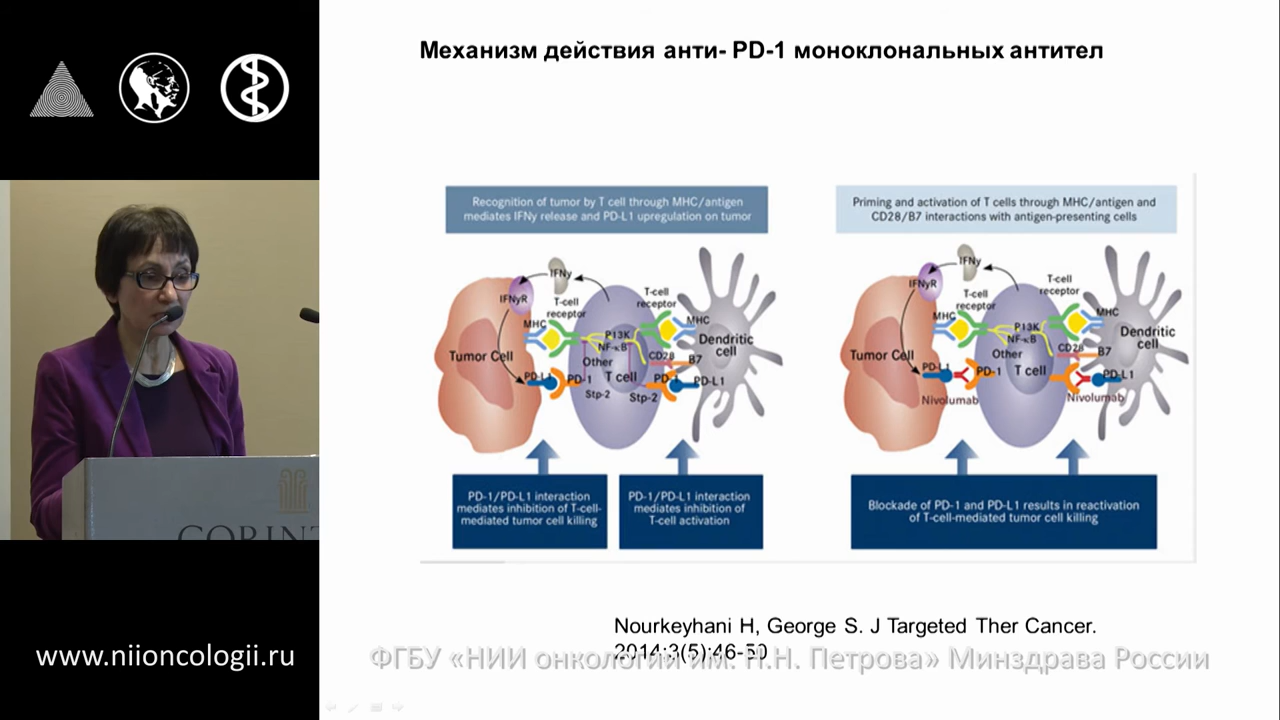 Механизм действия анти- PD-1 моноклональных антител
Recognition of tumor by T cell through MHC/antigen
mediates IFNγ release and PD-L1 upregulation on tumor
Priming and activation of T cells through MHC/antigen and
CD28/B7 interactions with antigen-presenting cells
IFNγ
IFNγR
T-cell
receptor
T-cell
receptor
MHC
MHC
P13K
NF-κB
Other
CD28
B7
Dendritic
cell
Tumor Cell
T cell
PD-L1
PD-1
PD
PD-L1
Stp-2
Stp-2
IFNγ
IFNγR
T-cell
receptor
T-cell
receptor
MHC
MHC
P13K
NF-κB
Other
CD28
B7
Dendritic
cell
Tumor Cell
T cell
PD-L1
PD-1
PD-L1
Nivolumab
Nivolumab
PD-1/PD-L1 interaction
mediates inhibition of T-cell-
mediated tumor cell killing
PD-1/PD-L1 interaction
mediates inhibition of
T-cell activation
Blockade of PD-1 and PD-L1 results in reactivation
of T-cell-mediated tumor cell killing
CORINT
Nourkeyhani H, George S. J Targeted Ther Cancer.
2014;3(5):46-50
www.niioncologii.ru
ФГБУ «НИИ онкологии им. Н.Н. Петрова» Минздрава России